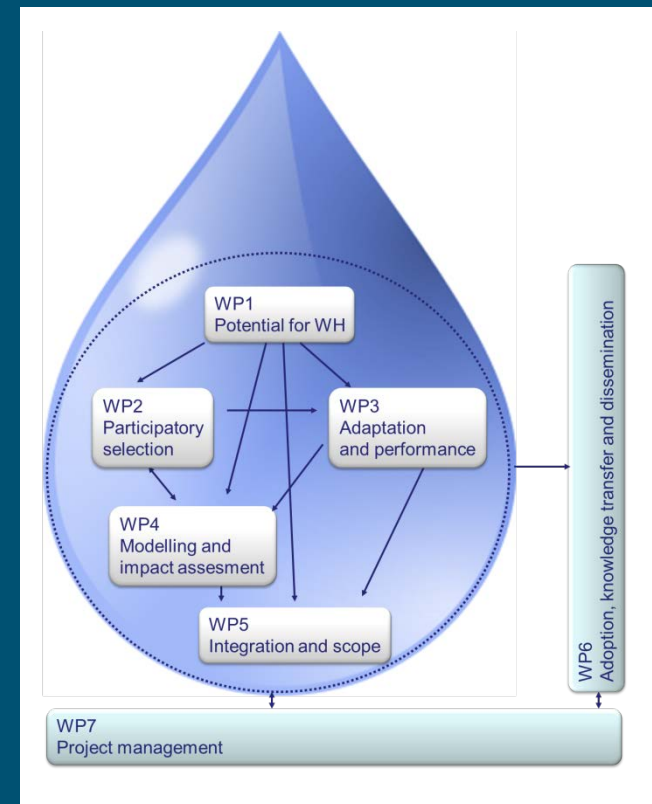 WP1
Potential for WH
WP2
Participatory
selection
WP3
Adaptation
and performance
WP4
Modelling and
impact assesment
WP5
Integration and scope
WP6
Adoption, knowledge transfer and dissemination
WP7
Project management